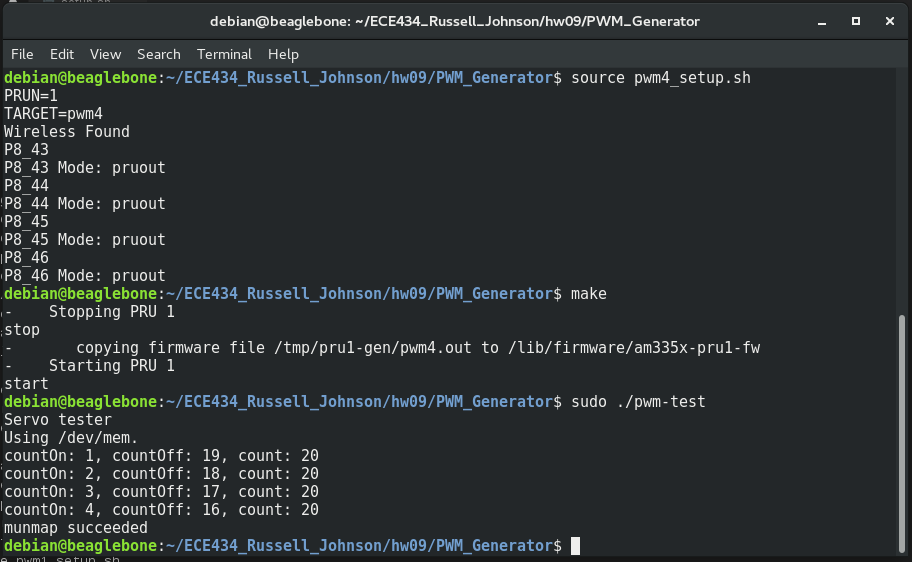 setup.sh
debian@beaglebone: ~/ECE434_Russell_Johnson/hw09/PWM_Generator
File Edit View Search Terminal Help
debian@beaglebone:~/ECE434_Russell_Johnson/hw09/PWM_Generator$ source pwm4_setup.sh
PRUN=1
TARGET=pwm4
Wireless Found
P8_43
P8_43 Mode: pruout
P8_44
P8_44 Mode: pruout
P8_45
P8_45 Mode: pruout
P8_46
P8_46 Mode: pruout
debian@beaglebone:~/ECE434_Russell_Johnson/hw09/PWM_Generator$ make
-    Stopping PRU 1
stop
-       copying firmware file /tmp/pru1-gen/pwm4.out to /lib/firmware/am335x-pru1-fw
-    Starting PRU 1
start
debian@beaglebone:~/ECE434_Russell_Johnson/hw09/PWM_Generator$ sudo ./pwm-test
Servo tester
Using /dev/mem.
countOn: 1, countOff: 19, count: 20
countOn: 2, countOff: 18, count: 20
countOn: 3, countOff: 17, count: 20
countOn: 4, countOff: 16, count: 20
munmap succeeded
debian@beaglebone:~/ECE434_Russell_Johnson/hw09/PWM_Generator$
e pwm1_setup.sh